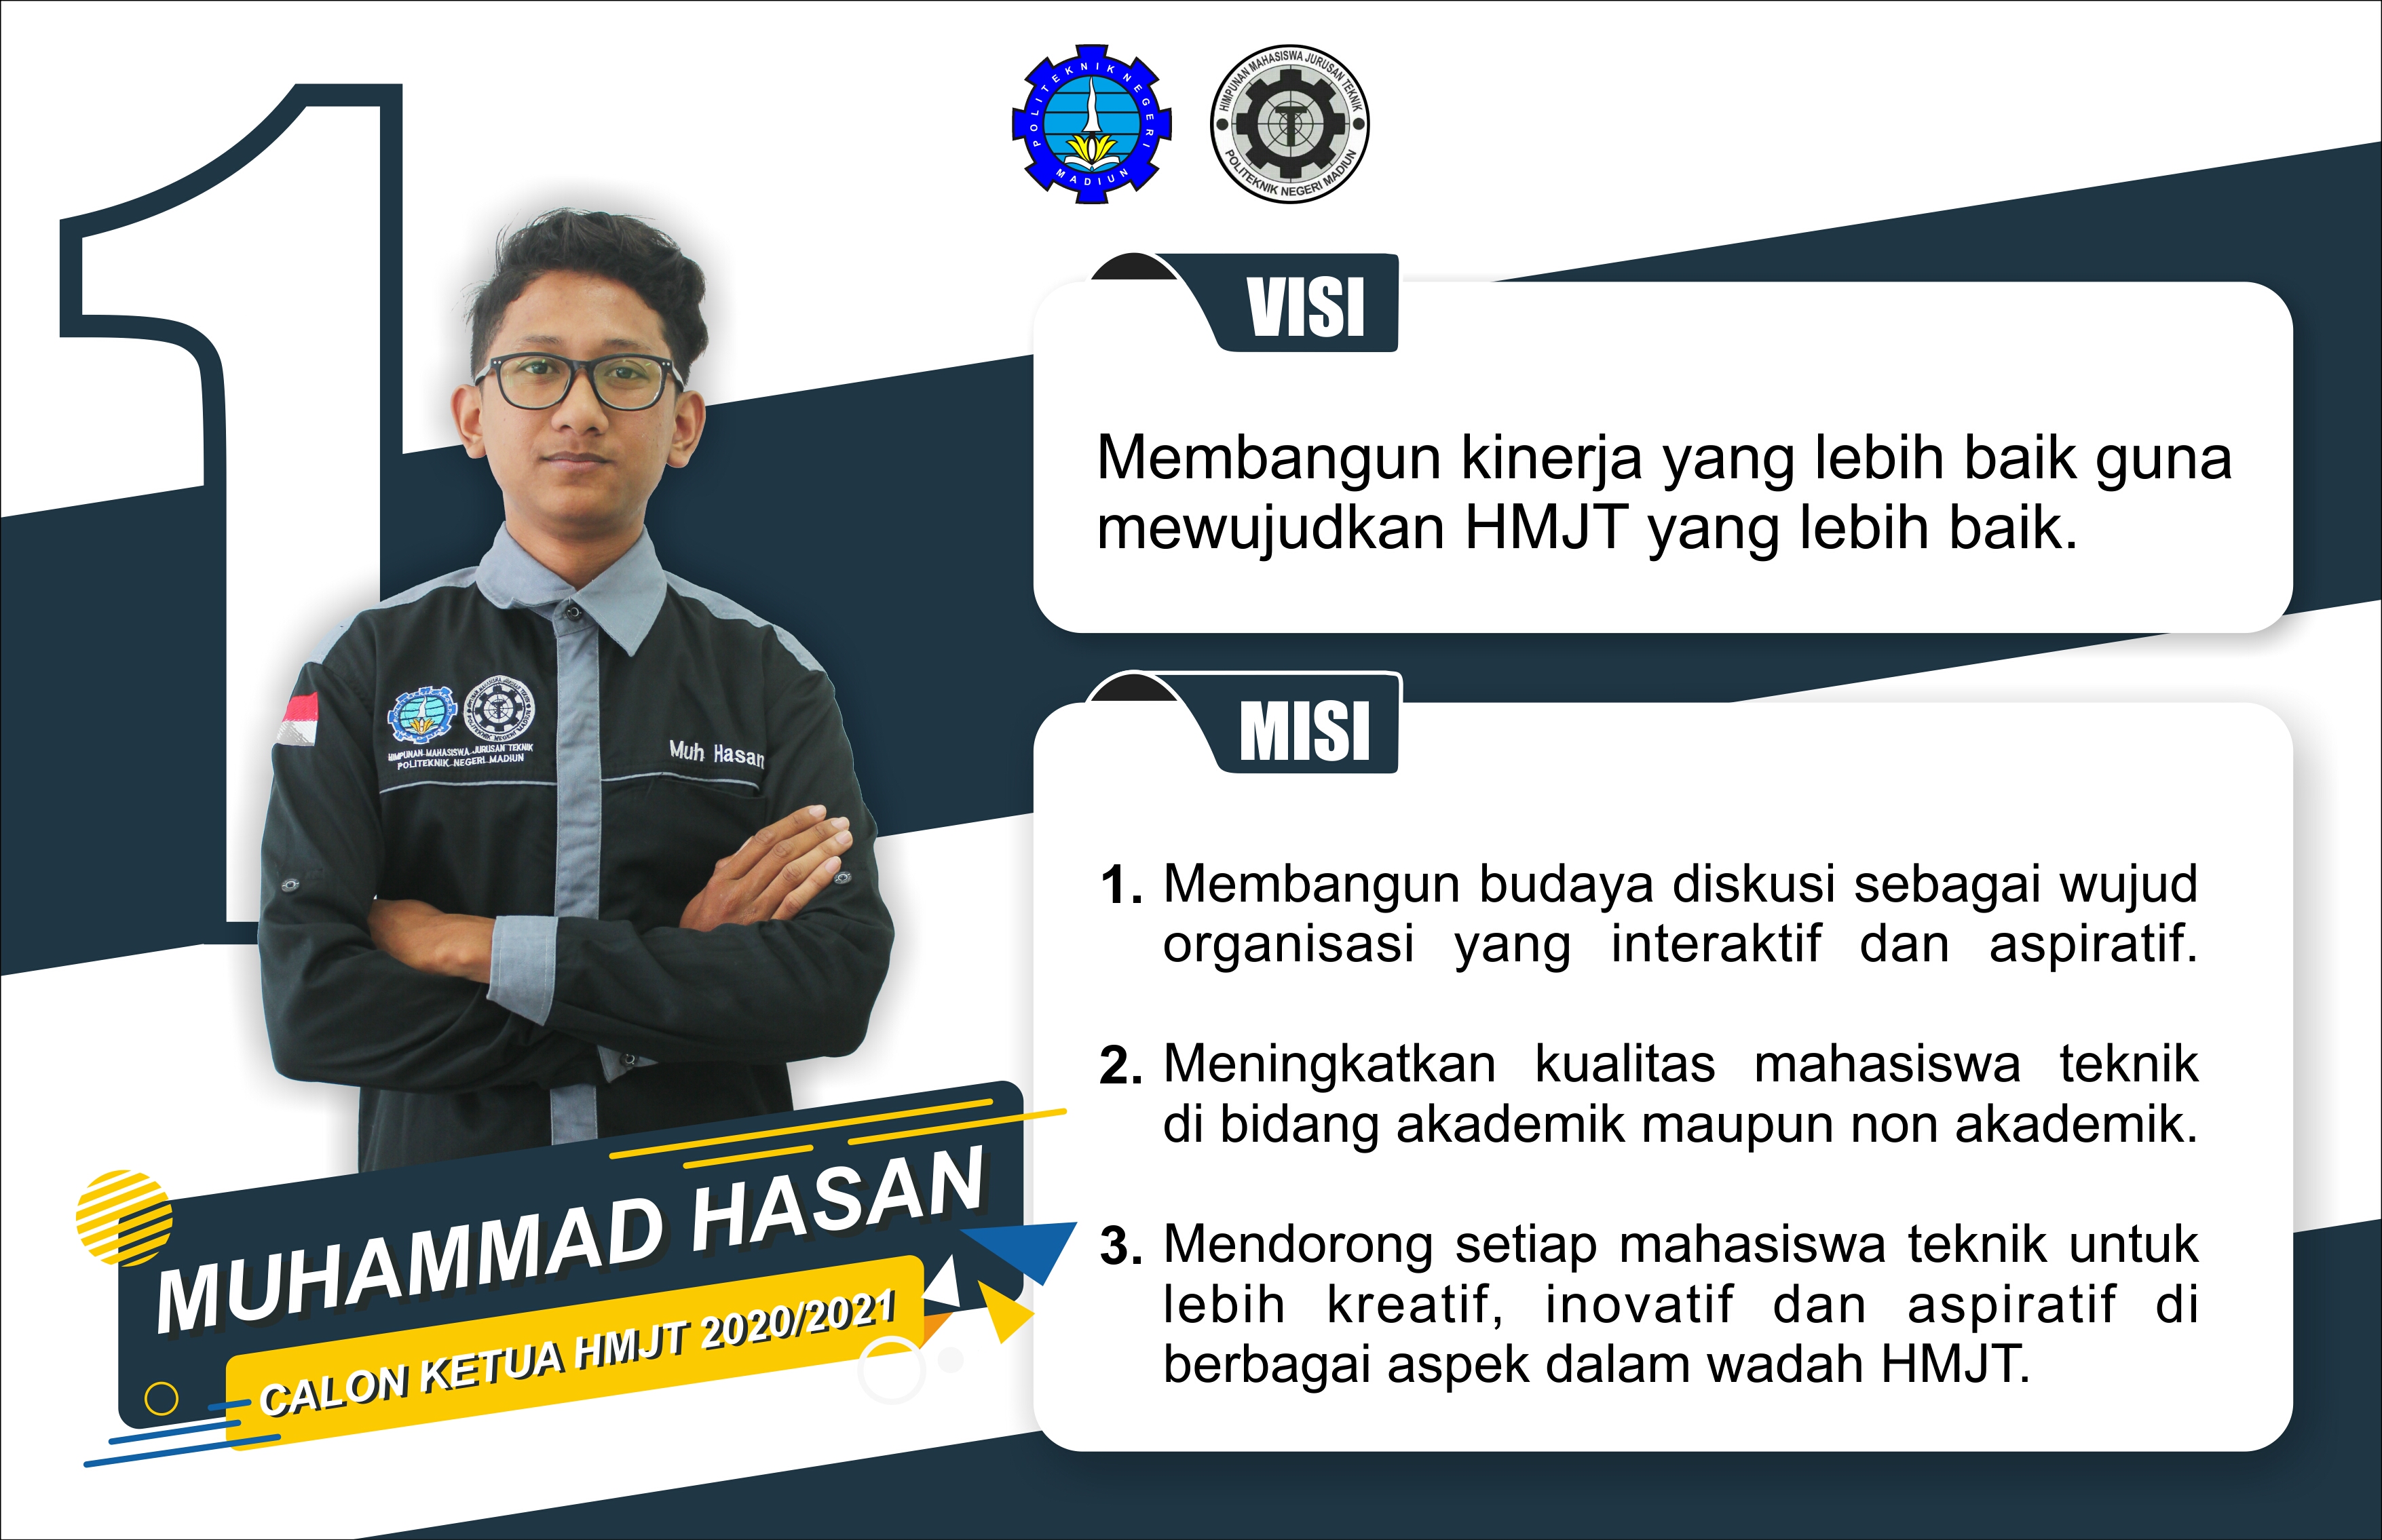 1
POLITEKNIK NEGERI
MADIUN
HIMPUNAN MAHASISWA JURUSAN TEKNIK
POLITEKNIK NEGERI MADIUN
VISI
Membangun kinerja yang lebih baik guna
mewujudkan HMJT yang lebih baik.
MISI
1. Membangun budaya diskusi sebagai wujud
organisasi yang interaktif dan aspiratif.
2. Meningkatkan kualitas mahasiswa teknik
di bidang akademik maupun non akademik.
3. Mendorong setiap mahasiswa teknik untuk
lebih kreatif, inovatif dan aspiratif di
berbagai aspek dalam wadah HMJT.
HIMPUNAN MAHASISWA JURUSAN TEKNIK
POLITEKNIK NEGERI MADIUN
Muh Hasan
MUHAMMAD HASAN
CALON KETUA HMJT 2020/2021